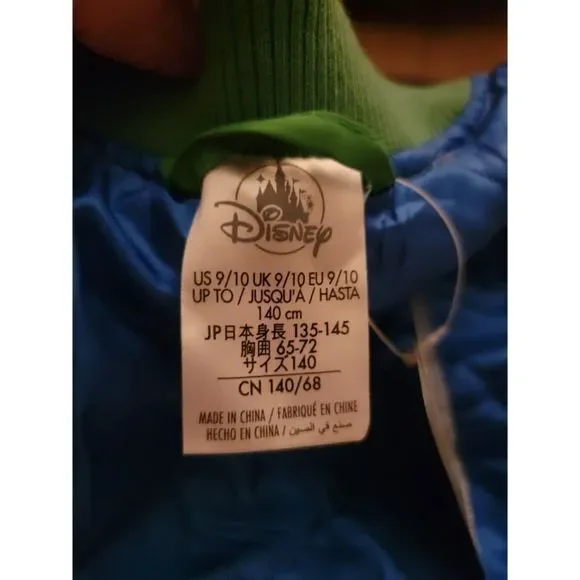 Disney
US 9/10 UK 9/10 EU 9/10
UP TO / JUSQU'A / HASTA
140 cm
JP日本身長 135-145
胸囲 65-72
サイズ140
CN 140/68
MADE IN CHINA / FABRIQUÉ EN CHINE
HECHO EN CHINA / صنع في الصين